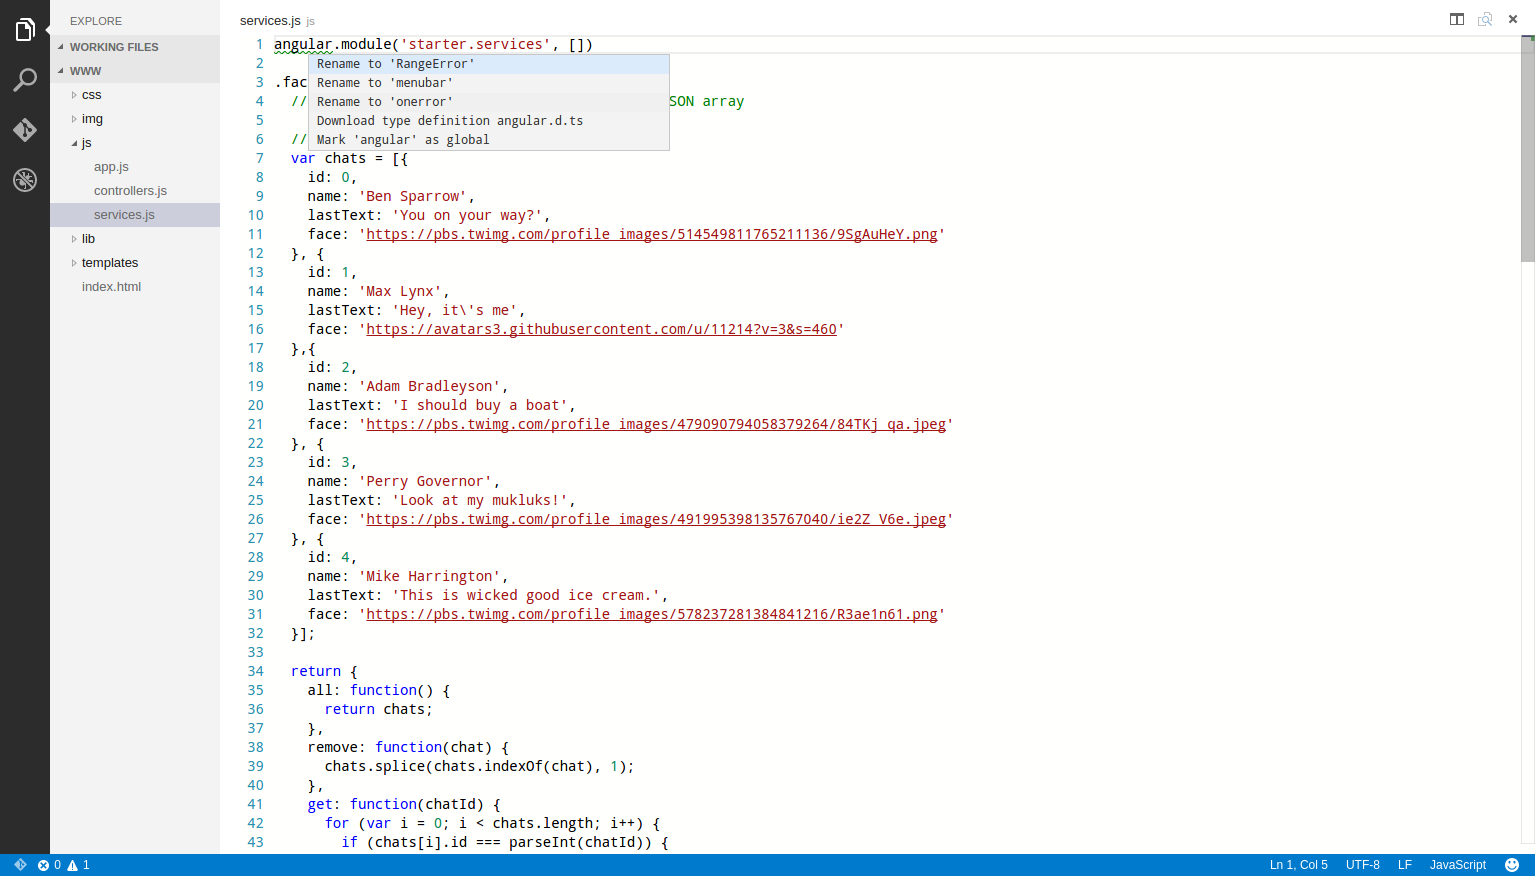 EXPLORE
WORKING FILES
WWW
css
img
js
app.js
controllers.js
services.js
lib
templates
index.html
services.js js
1 angular.module('starter.services', [])
2
3 .fac
4 // SON array
5
6 //
Rename to 'RangeError'
Rename to 'menubar'
Rename to 'onerror'
Download type definition angular.d.ts
Mark 'angular' as global
7 var chats = [{
8 id: 0,
9 name: 'Ben Sparrow',
10 lastText: 'You on your way?',
11 face: 'https://pbs.twimg.com/profile_images/514549811765211136/9SgAuHeY.png'
12 }, {
13 id: 1,
14 name: 'Max Lynx',
15 lastText: 'Hey, it\'s me',
16 face: 'https://avatars3.githubusercontent.com/u/11214?v=3&s=460'
17 },{
18 id: 2,
19 name: 'Adam Bradleyson',
20 lastText: 'I should buy a boat',
21 face: 'https://pbs.twimg.com/profile_images/479090794058379264/84TKj_qa.jpeg'
22 }, {
23 id: 3,
24 name: 'Perry Governor',
25 lastText: 'Look at my mukluks!',
26 face: 'https://pbs.twimg.com/profile_images/491995398135767040/ie2Z_V6e.jpeg'
27 }, {
28 id: 4,
29 name: 'Mike Harrington',
30 lastText: 'This is wicked good ice cream.',
31 face: 'https://pbs.twimg.com/profile_images/578237281384841216/R3ae1n61.png'
32 }];
33
34 return {
35 all: function() {
36 return chats;
37 },
38 remove: function(chat) {
39 chats.splice(chats.indexOf(chat), 1);
40 },
41 get: function(chatId) {
42 for (var i = 0; i < chats.length; i++) {
43 if (chats[i].id === parseInt(chatId)) {
0 1 Ln 1, Col 5 UTF-8 LF JavaScript